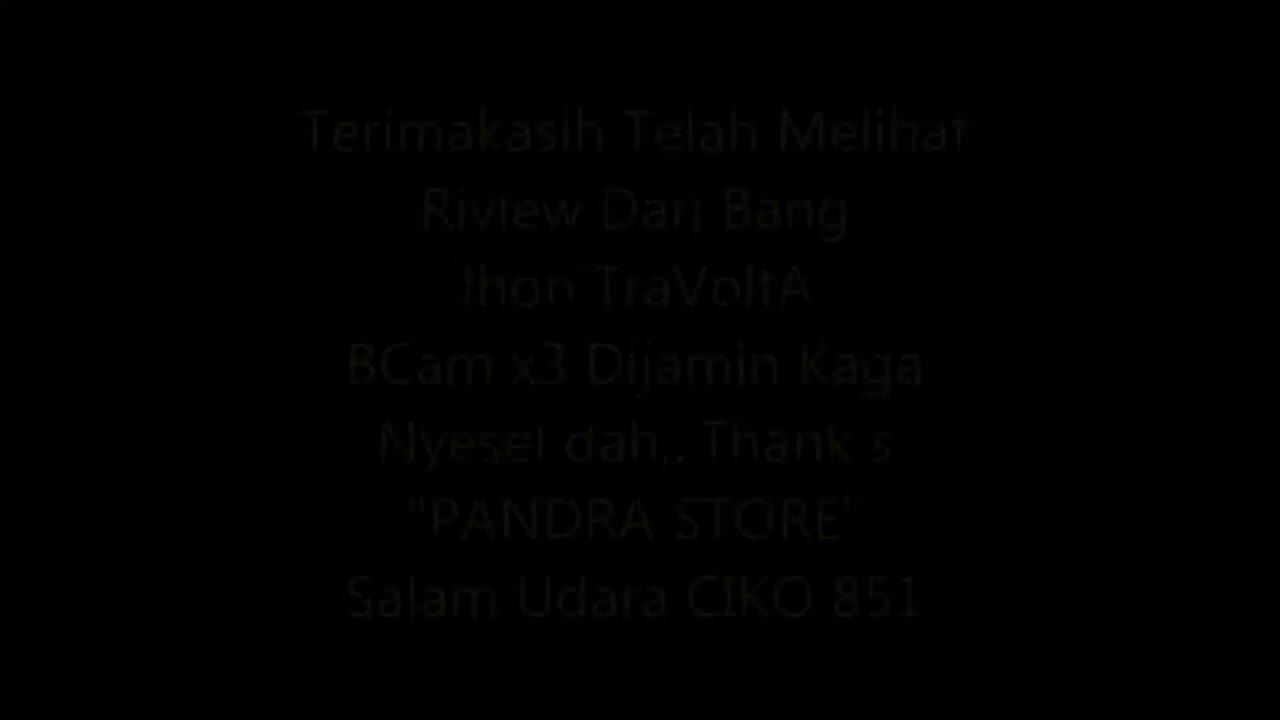 Terimakasih Telah Melihat
Riview Dari Bang
Jhon TraVoltA
BCam x3 Dijamin Kaga
Nyesel dah,. Thank's
"PANDRA STORE"
Salam Udara CIKO 851